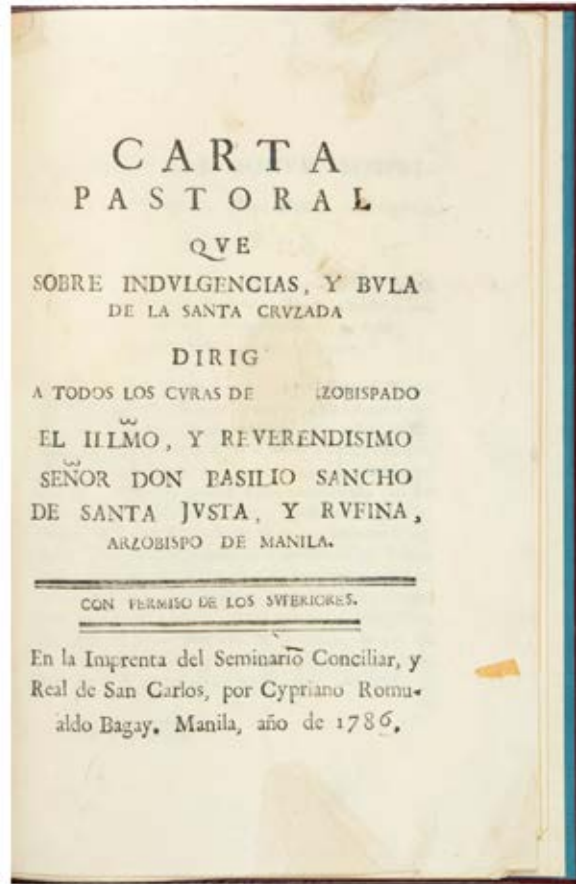 CARTA
PASTORAL
QVE
SOBRE INDVLGENCIAS, Y BVLA
DE LA SANTA CRVZADA
DIRIG
A TODOS LOS CVRAS DE IZOBISPADO
EL IILMO, Y REVERENDISIMO
SEÑOR DON BASILIO SANCHO
DE SANTA JVSTA, Y RVFINA,
ARZOBISPO DE MANILA.
CON PERMISO DE LOS SVPERIORES.
En la Imprenta del Seminario Conciliar, y
Real de San Carlos, por Cypriano Romu-
aldo Bagay. Manila, año de 1786.